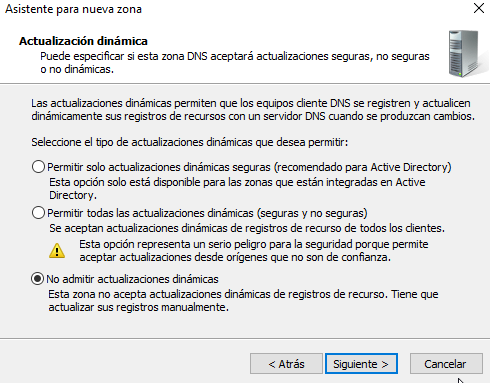 Asistente para nueva zona
Actualización dinámica
Puede especificar si esta zona DNS aceptará actualizaciones seguras, no seguras
o no dinámicas.
Las actualizaciones dinámicas permiten que los equipos cliente DNS se registren y actualicen
dinámicamente sus registros de recursos con un servidor DNS cuando se produzcan cambios.
Seleccione el tipo de actualizaciones dinámicas que desea permitir:
Permitir solo actualizaciones dinámicas seguras (recomendado para Active Directory)
Esta opción solo está disponible para las zonas que están integradas en Active
Directory.
Permitir todas las actualizaciones dinámicas (seguras y no seguras)
Se aceptan actualizaciones dinámicas de registros de recurso de todos los clientes.
Esta opción representa un serio peligro para la seguridad porque permite
aceptar actualizaciones desde orígenes que no son de confianza.
No admitir actualizaciones dinámicas
Esta zona no acepta actualizaciones dinámicas de registros de recurso. Tiene que
actualizar sus registros manualmente.
< Atrás Siguiente > Cancelar